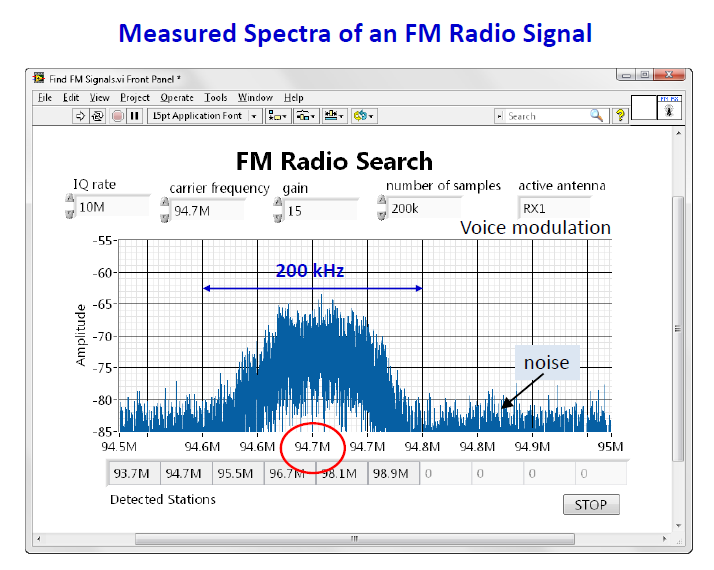 Measured Spectra of an FM Radio Signal
Find FM Signals.vi Front Panel *
File Edit View Project Operate Tools Window Help
15pt Application Font
Search
?
FM RX
FM Radio Search
IQ rate carrier frequency gain number of samples active antenna
10M 94.7M 15 200k RX1
Voice modulation
200 kHz
noise
Amplitude
-55
-60
-65
-70
-75
-80
-85
94.5M 94.6M 94.6M 94.7M 94.7M 94.8M 94.8M 94.9M 95M
93.7M 94.7M 95.5M 96.7M 98.1M 98.9M 0 0 0 0
Detected Stations
STOP